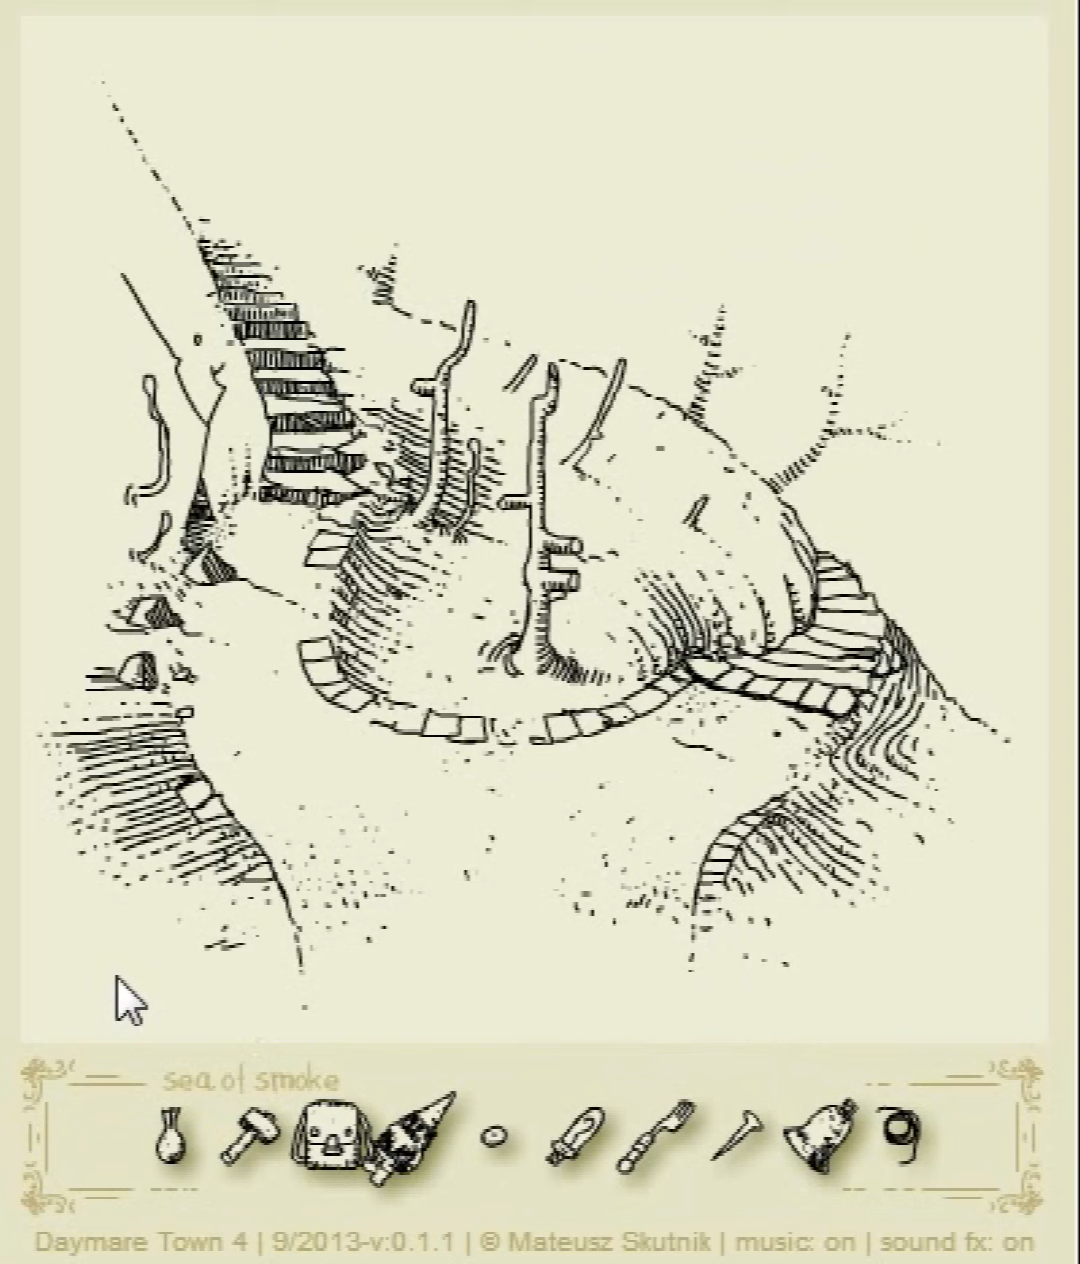 sea of smoke
Daymare Town 4 | 9/2013-v:0.1.1 | © Mateusz Skutnik | music: on | sound fx: on